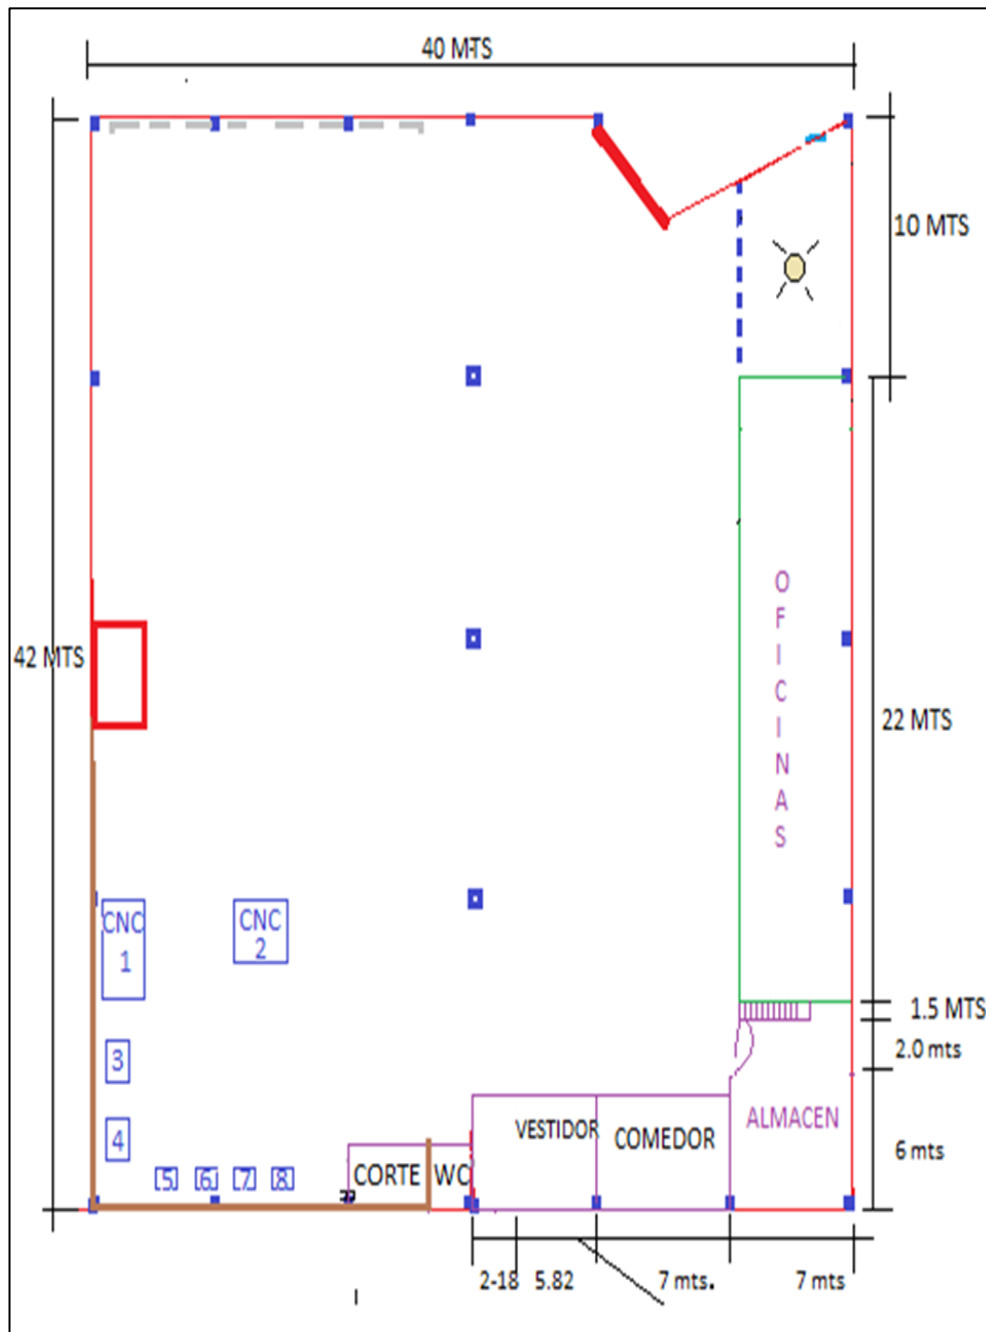 40 MTS
10 MTS
O
F
I
C
I
N
A
S
42 MTS
22 MTS
CNC
1
CNC
2
1.5 MTS
3
2.0 mts
4
VESTIDOR
COMEDOR
ALMACEN
6 mts
5
6
7
8
CORTE
WC
2-18
5.82
7 mts.
7 mts